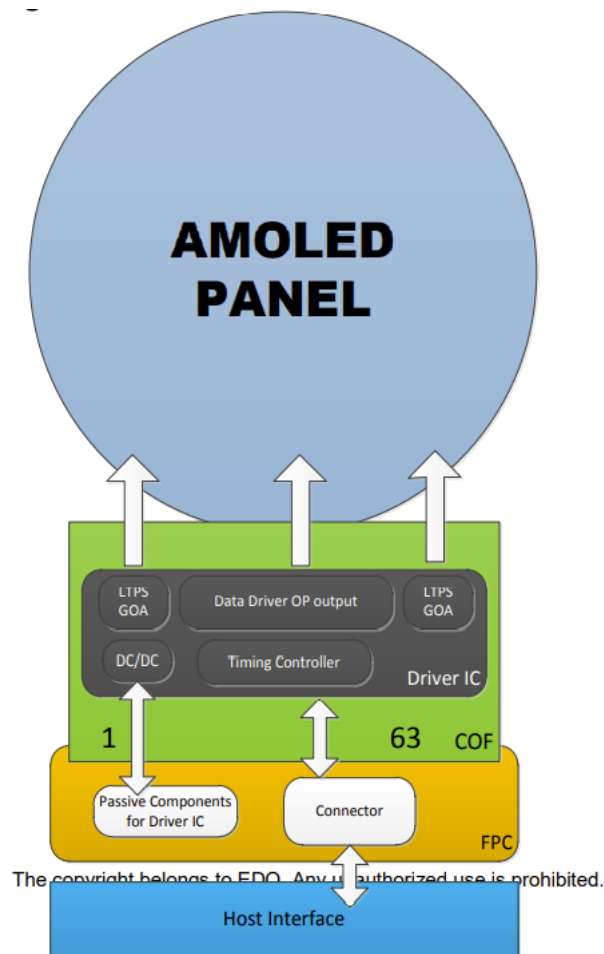 AMOLED
PANEL
LTPS
GOA
Data Driver OP output
LTPS
GOA
DC/DC
Timing Controller
Driver IC
1
63
COF
Passive Components
for Driver IC
Connector
FPC
The copyright belongs to EDO. Any unauthorized use is prohibited.
Host Interface